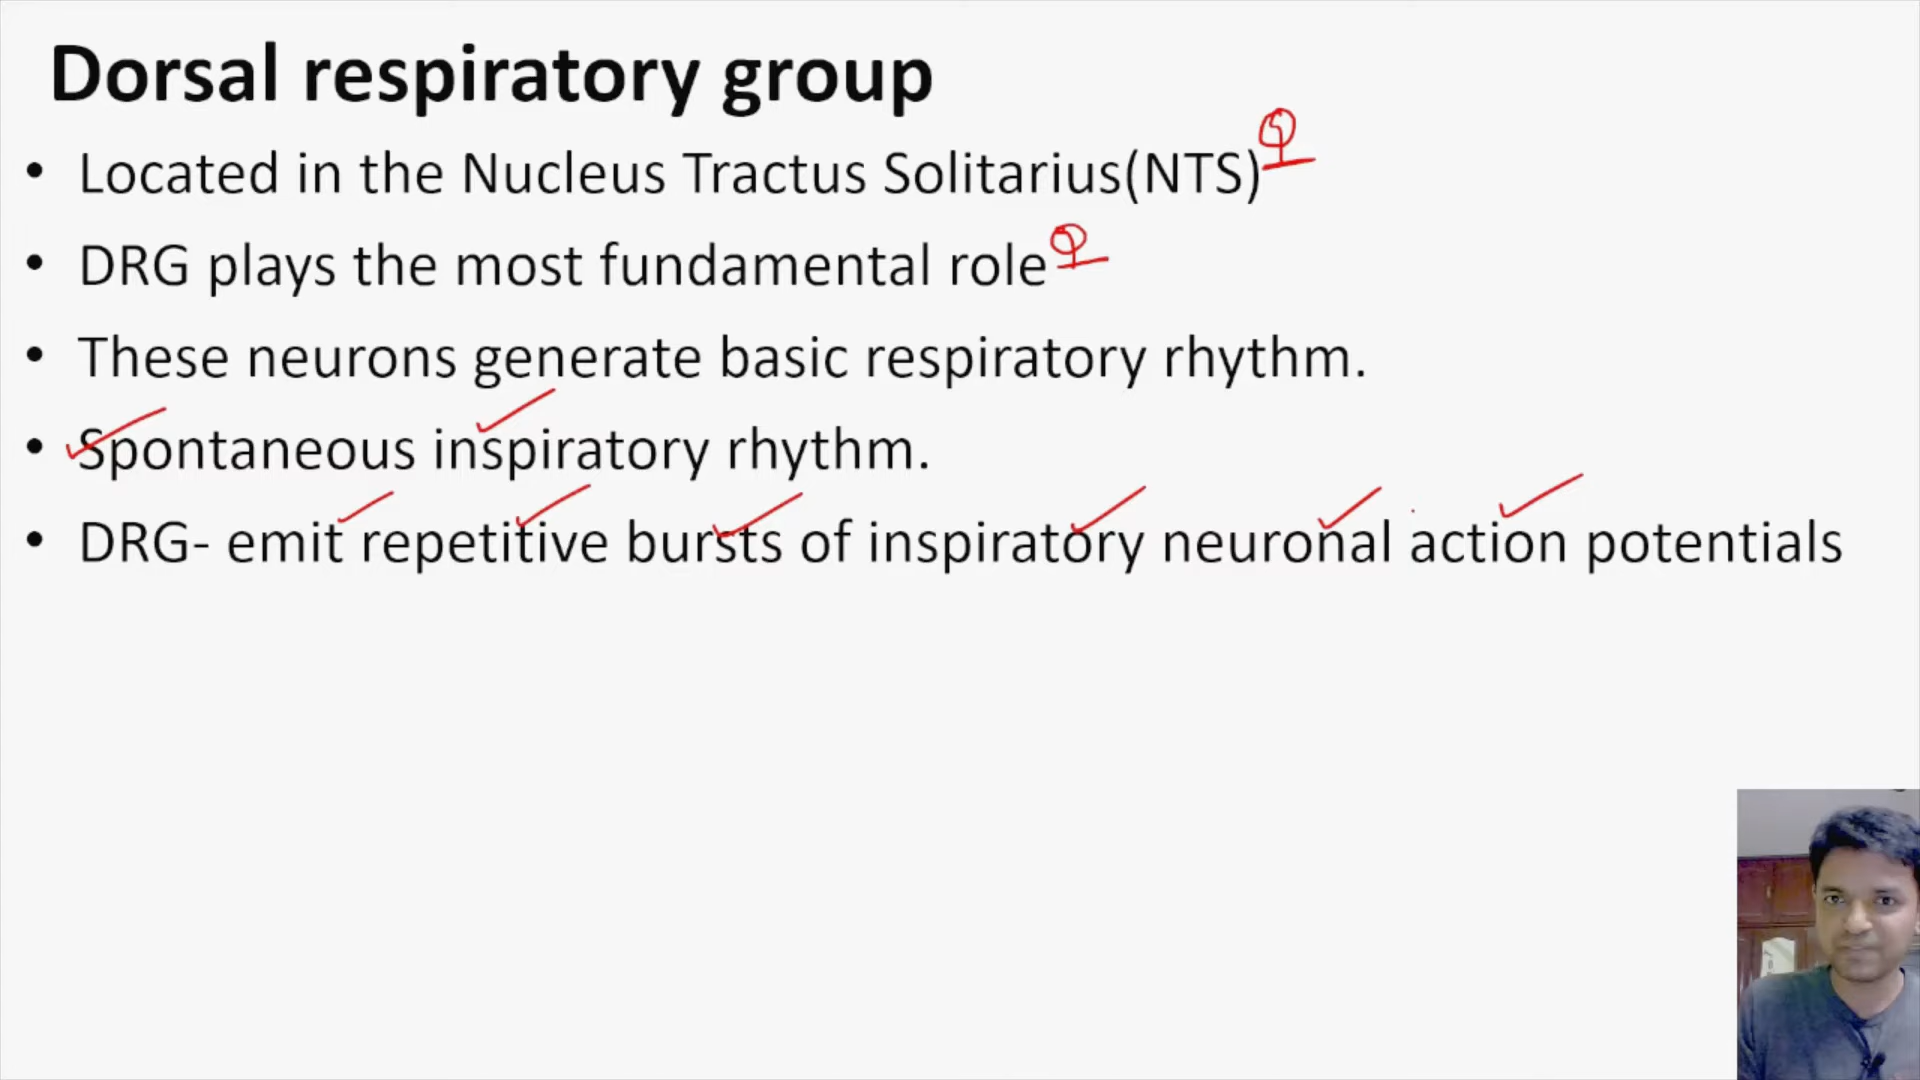 Dorsal respiratory group
• Located in the Nucleus Tractus Solitarius(NTS)
• DRG plays the most fundamental role
• These neurons generate basic respiratory rhythm.
• Spontaneous inspiratory rhythm.
• DRG- emit repetitive bursts of inspiratory neuronal action potentials